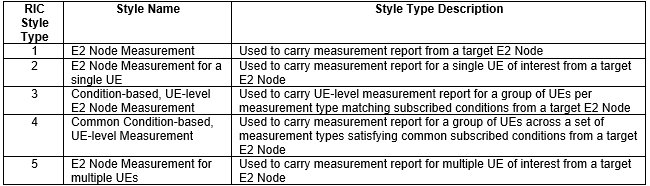 RIC Style Type Style Name Style Type Description
1 E2 Node Measurement Used to carry measurement report from a target E2 Node
2 E2 Node Measurement for a single UE Used to carry measurement report for a single UE of interest from a target E2 Node
3 Condition-based, UE-level E2 Node Measurement Used to carry UE-level measurement report for a group of UEs per measurement type matching subscribed conditions from a target E2 Node
4 Common Condition-based, UE-level Measurement Used to carry measurement report for a group of UEs across a set of measurement types satisfying common subscribed conditions from a target E2 Node
5 E2 Node Measurement for multiple UEs Used to carry measurement report for multiple UE of interest from a target E2 Node